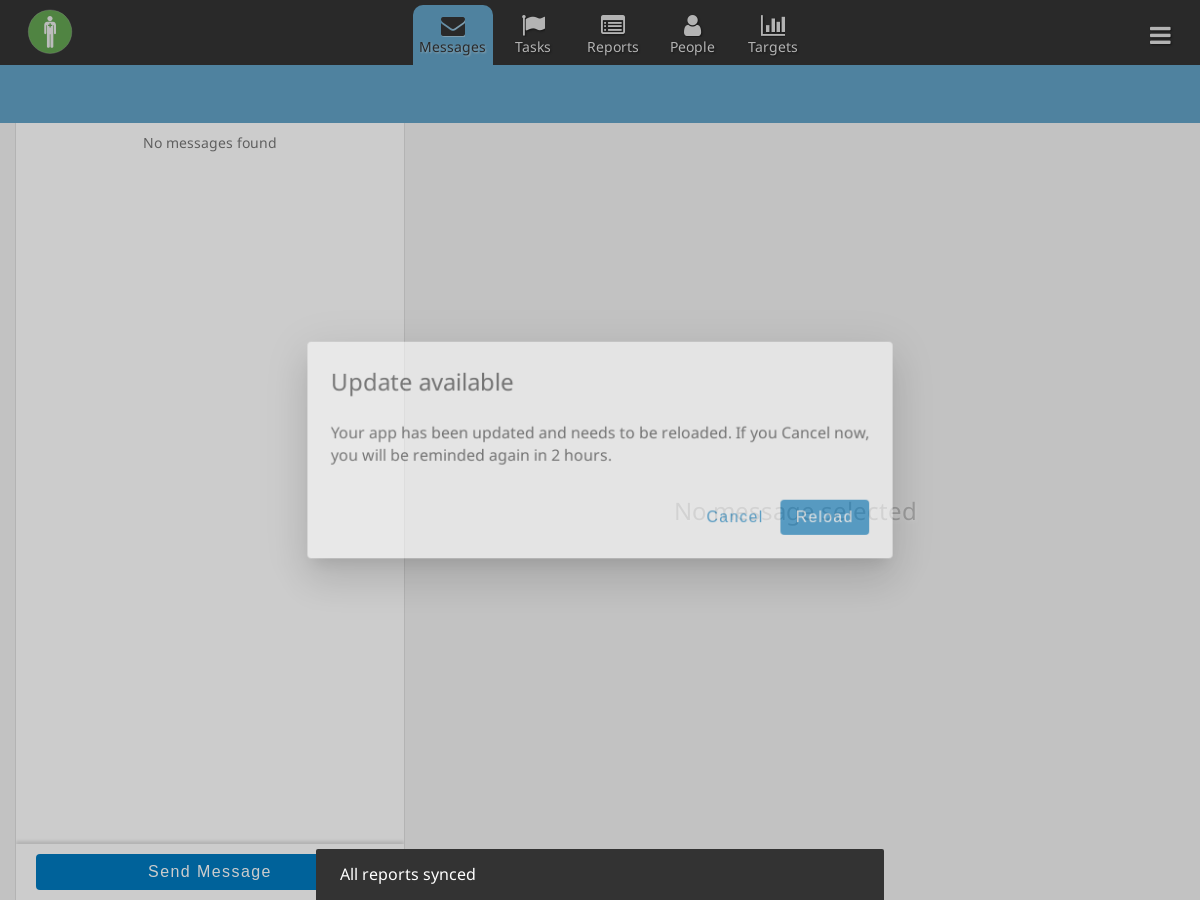 Messages
Tasks
Reports
People
Targets
No messages found
Update available
Your app has been updated and needs to be reloaded. If you Cancel now,
you will be reminded again in 2 hours.
No message selected
Cancel
Reload
Send Message
All reports synced